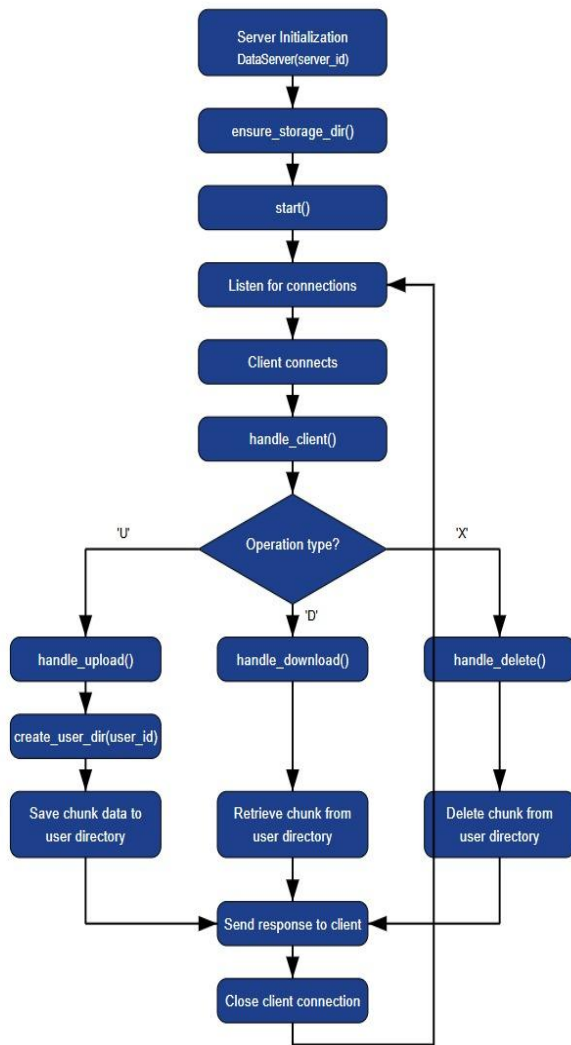 Server Initialization
DataServer(server_id)
ensure_storage_dir()
start()
Listen for connections
Client connects
handle_client()
Operation type?
'U'
'X'
'D'
handle_upload()
handle_download()
handle_delete()
create_user_dir(user_id)
Save chunk data to
user directory
Retrieve chunk from
user directory
Delete chunk from
user directory
Send response to client
Close client connection